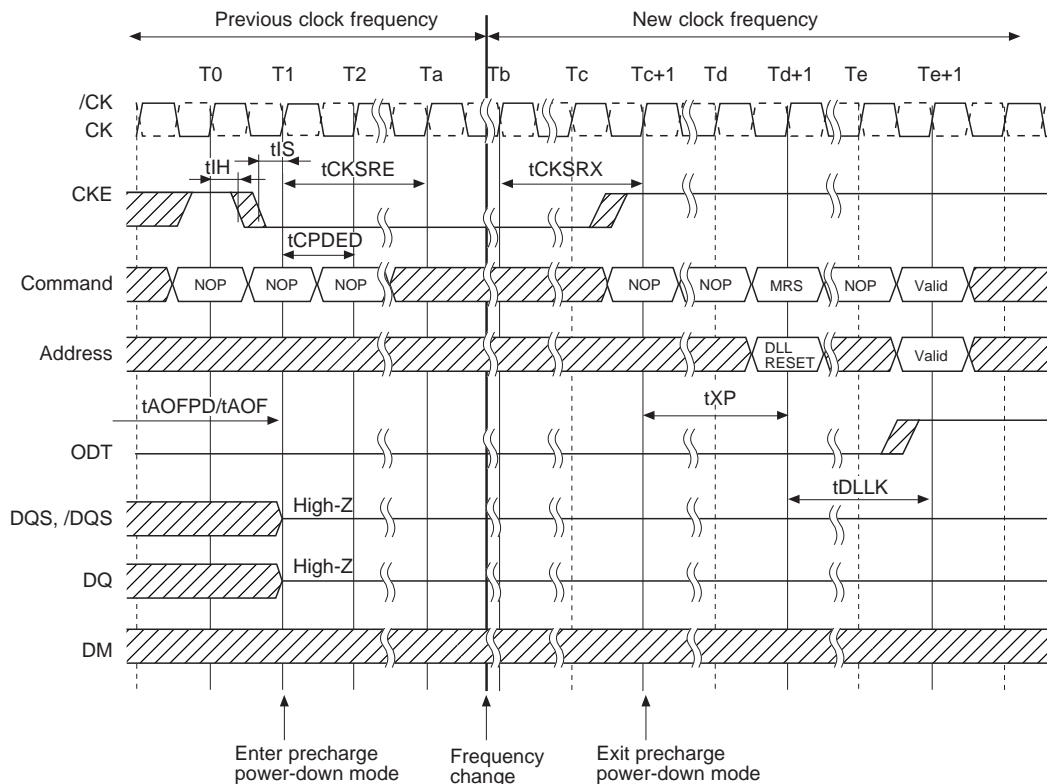 Previous clock frequency New clock frequency
T0 T1 T2 Ta Tb Tc Tc+1 Td Td+1 Te Te+1
/CK
CK
tIS
tIH tCKSRE tCKSRX
CKE
tCPDED
Command NOP NOP NOP NOP NOP MRS NOP Valid
Address DLL RESET Valid
tAOFPD/tAOF tXP
ODT
tDLLK
DQS, /DQS High-Z
DQ High-Z
DM
Enter precharge
power-down mode
Frequency
change
Exit precharge
power-down mode